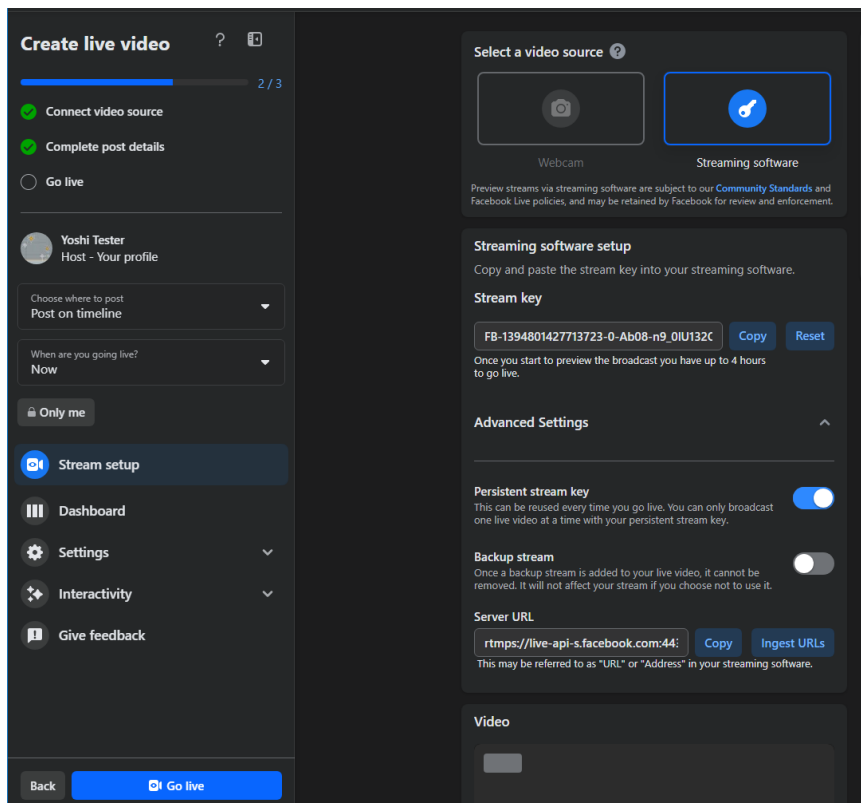 Create live video
2 / 3
Connect video source
Complete post details
Go live
Yoshi Tester
Host - Your profile
Choose where to post
Post on timeline
When are you going live?
Now
Only me
Stream setup
Dashboard
Settings
Interactivity
Give feedback
Back
Go live
Select a video source
Webcam
Streaming software
Preview streams via streaming software are subject to our Community Standards and
Facebook Live policies, and may be retained by Facebook for review and enforcement.
Streaming software setup
Copy and paste the stream key into your streaming software.
Stream key
FB-1394801427713723-0-Ab08-n9_0IU132C
Copy
Reset
Once you start to preview the broadcast you have up to 4 hours
to go live.
Advanced Settings
Persistent stream key
This can be reused every time you go live. You can only broadcast
one live video at a time with your persistent stream key.
Backup stream
Once a backup stream is added to your live video, it cannot be
removed. It will not affect your stream if you choose not to use it.
Server URL
rtmps://live-api-s.facebook.com:443
Copy
Ingest URLs
This may be referred to as "URL" or "Address" in your streaming software.
Video